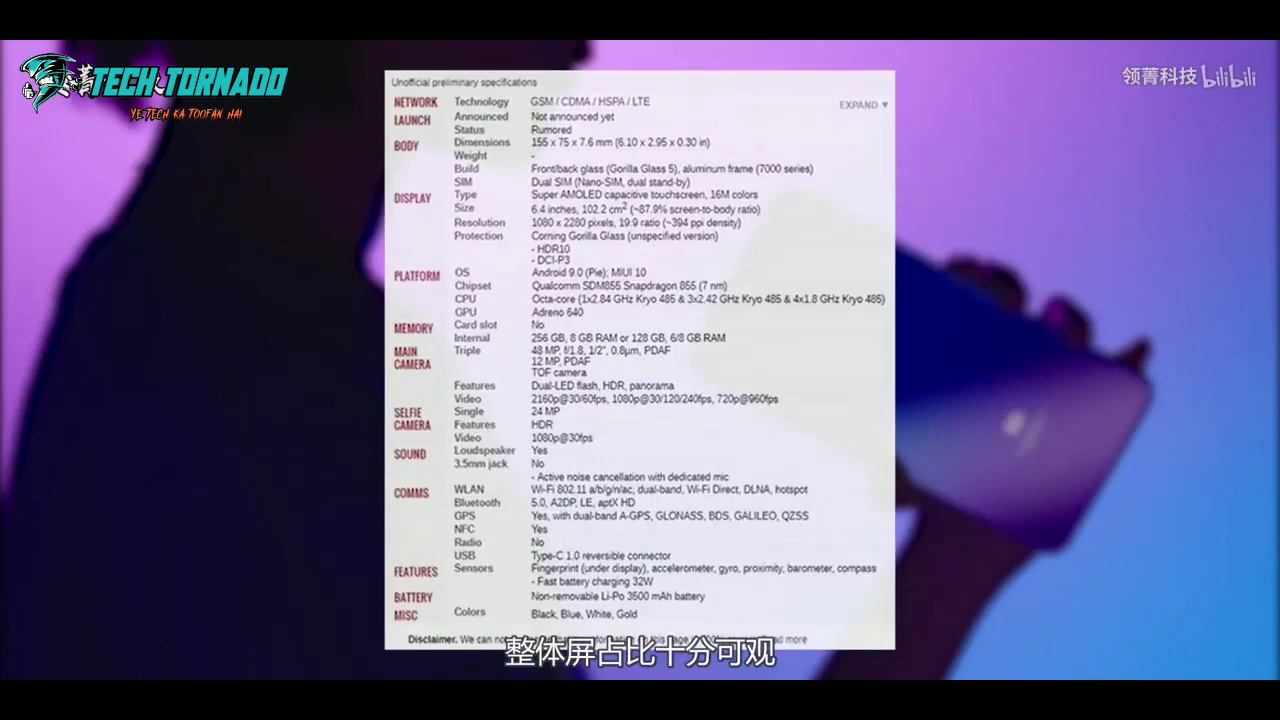 TECH TORNADO
YE TECH KA TOOFAN HAI
领菁科技 bilibili
Unofficial preliminary specifications
EXPAND ▼
NETWORK Technology GSM / CDMA / HSPA / LTE
LAUNCH Announced Not announced yet
Status Rumored
BODY Dimensions 155 x 75 x 7.6 mm (6.10 x 2.95 x 0.30 in)
Weight -
Build Front/back glass (Gorilla Glass 5), aluminum frame (7000 series)
SIM Dual SIM (Nano-SIM, dual stand-by)
DISPLAY Type Super AMOLED capacitive touchscreen, 16M colors
Size 6.4 inches, 102.2 cm2 (~87.9% screen-to-body ratio)
Resolution 1080 x 2280 pixels, 19:9 ratio (~394 ppi density)
Protection Corning Gorilla Glass (unspecified version)
- HDR10
- DCI-P3
PLATFORM OS Android 9.0 (Pie); MIUI 10
Chipset Qualcomm SDM855 Snapdragon 855 (7 nm)
CPU Octa-core (1x2.84 GHz Kryo 485 & 3x2.42 GHz Kryo 485 & 4x1.8 GHz Kryo 485)
GPU Adreno 640
MEMORY Card slot No
Internal 256 GB, 8 GB RAM or 128 GB, 6/8 GB RAM
MAIN CAMERA Triple 48 MP, f/1.8, 1/2", 0.8µm, PDAF
12 MP, PDAF
TOF camera
Features Dual-LED flash, HDR, panorama
Video 2160p@30/60fps, 1080p@30/120/240fps, 720p@960fps
SELFIE CAMERA Single 24 MP
Features HDR
Video 1080p@30fps
SOUND Loudspeaker Yes
3.5mm jack No
- Active noise cancellation with dedicated mic
COMMS WLAN Wi-Fi 802.11 a/b/g/n/ac, dual-band, Wi-Fi Direct, DLNA, hotspot
Bluetooth 5.0, A2DP, LE, aptX HD
GPS Yes, with dual-band A-GPS, GLONASS, BDS, GALILEO, QZSS
NFC Yes
Radio No
USB Type-C 1.0 reversible connector
FEATURES Sensors Fingerprint (under display), accelerometer, gyro, proximity, barometer, compass
- Fast battery charging 32W
BATTERY Non-removable Li-Po 3500 mAh battery
MISC Colors Black, Blue, White, Gold
Disclaimer. We can no more
整体屏占比十分可观